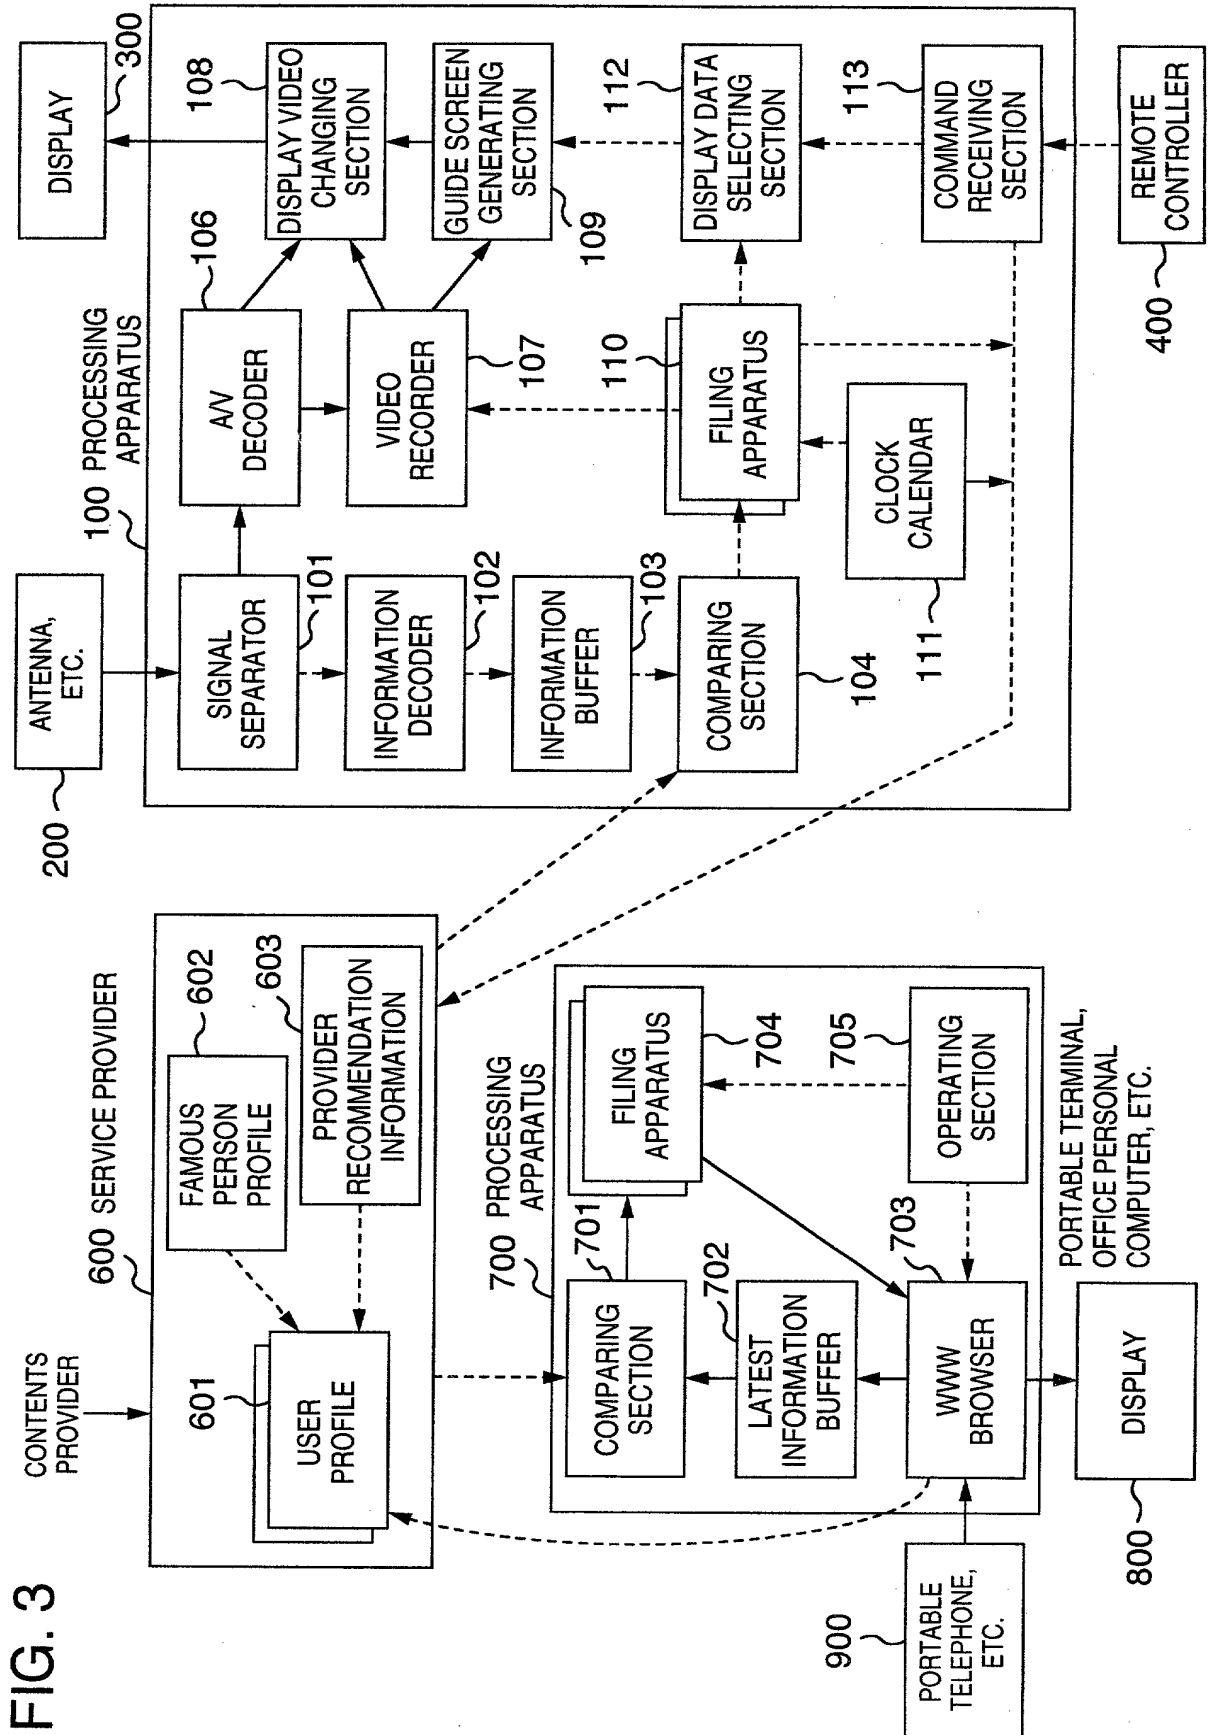 FIG. 3
CONTENTS
PROVIDER
600 SERVICE PROVIDER
601
USER
PROFILE
FAMOUS
PERSON
PROFILE
602
603
PROVIDER
RECOMMENDATION
INFORMATION
200
ANTENNA,
ETC.
100 PROCESSING
APPARATUS
DISPLAY
300
SIGNAL
SEPARATOR
101
A/V
DECODER
106
DISPLAY VIDEO
CHANGING
SECTION
108
INFORMATION
DECODER
102
VIDEO
RECORDER
107
GUIDE SCREEN
GENERATING
SECTION
109
INFORMATION
BUFFER
103
COMPARING
SECTION
104
FILING
APPARATUS
110
DISPLAY DATA
SELECTING
SECTION
112
CLOCK
CALENDAR
111
COMMAND
RECEIVING
SECTION
113
REMOTE
CONTROLLER
400
700 PROCESSING
APPARATUS
COMPARING
SECTION
701
FILING
APPARATUS
704
LATEST
INFORMATION
BUFFER
702
WWW
BROWSER
703
OPERATING
SECTION
705
900
PORTABLE
TELEPHONE,
ETC.
800
DISPLAY
PORTABLE TERMINAL,
OFFICE PERSONAL
COMPUTER, ETC.